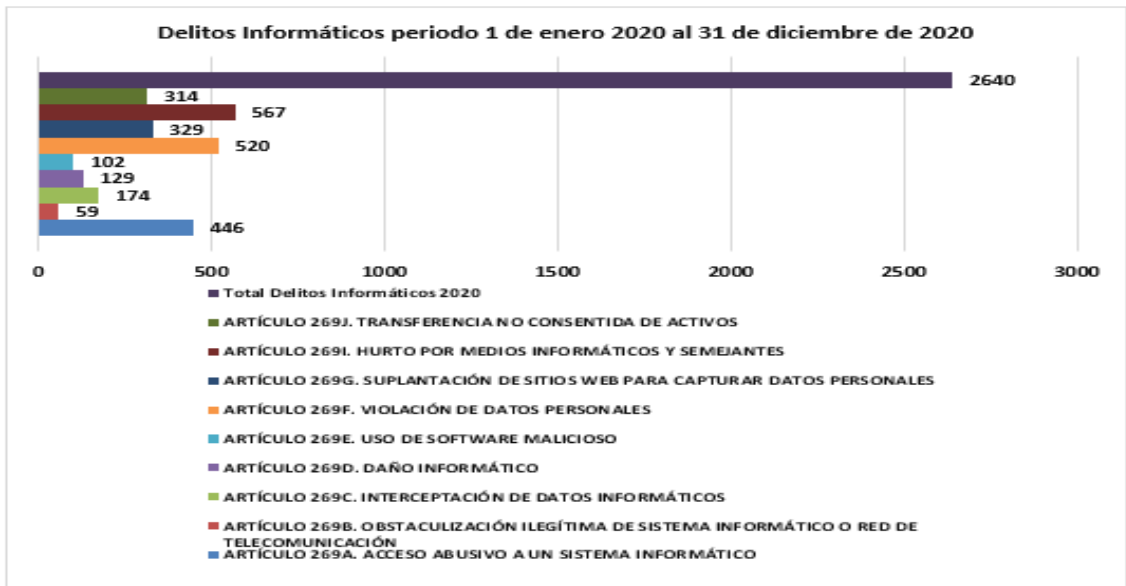 Delitos Informáticos periodo 1 de enero 2020 al 31 de diciembre de 2020
2640
314
567
329
520
102
129
174
59
446
0 500 1000 1500 2000 2500 3000
Total Delitos Informáticos 2020
ARTÍCULO 269J. TRANSFERENCIA NO CONSENTIDA DE ACTIVOS
ARTÍCULO 269I. HURTO POR MEDIOS INFORMÁTICOS Y SEMEJANTES
ARTÍCULO 269G. SUPLANTACIÓN DE SITIOS WEB PARA CAPTURAR DATOS PERSONALES
ARTÍCULO 269F. VIOLACIÓN DE DATOS PERSONALES
ARTÍCULO 269E. USO DE SOFTWARE MALICIOSO
ARTÍCULO 269D. DAÑO INFORMÁTICO
ARTÍCULO 269C. INTERCEPTACIÓN DE DATOS INFORMÁTICOS
ARTÍCULO 269B. OBSTACULIZACIÓN ILEGÍTIMA DE SISTEMA INFORMÁTICO O RED DE
TELECOMUNICACIÓN
ARTÍCULO 269A. ACCESO ABUSIVO A UN SISTEMA INFORMÁTICO